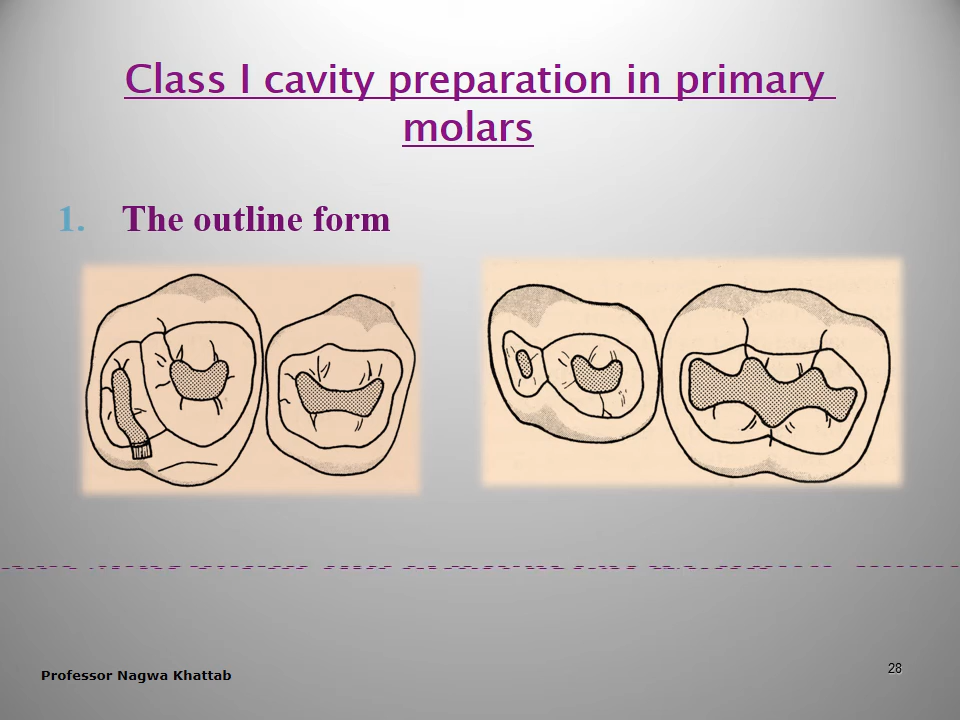 Class I cavity preparation in primary
molars
1. The outline form
Professor Nagwa Khattab
28